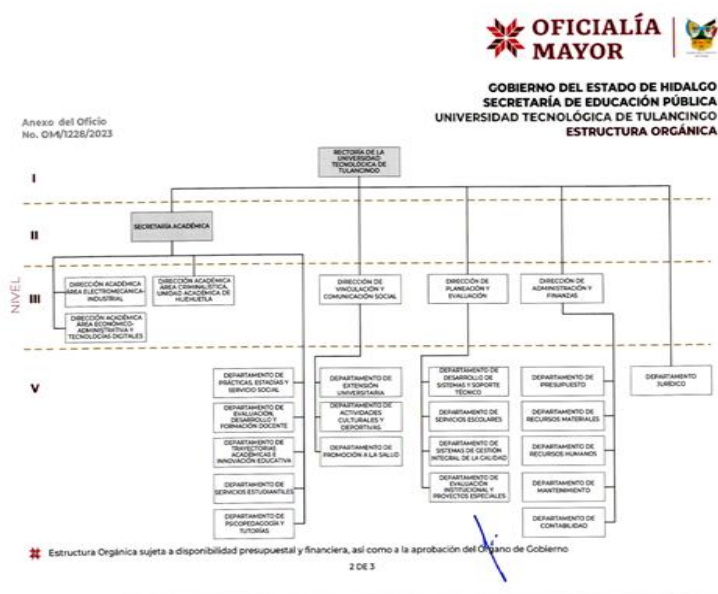 OFICIALÍA
MAYOR
GOBIERNO DEL ESTADO DE HIDALGO
SECRETARÍA DE EDUCACIÓN PÚBLICA
UNIVERSIDAD TECNOLÓGICA DE TULANCINGO
ESTRUCTURA ORGÁNICA
Anexo del Oficio
No. OM/1228/2023
NIVEL
I
RECTORÍA DE LA
UNIVERSIDAD
TECNOLÓGICA DE
TULANCINGO
II
SECRETARÍA ACADÉMICA
III
DIRECCIÓN ACADÉMICA
ÁREA ELECTROMECÁNICA-
INDUSTRIAL
DIRECCIÓN ACADÉMICA
ÁREA CRIMINALÍSTICA,
UNIDAD ACADÉMICA DE
HUEHUETLA
DIRECCIÓN DE
VINCULACIÓN Y
COMUNICACIÓN SOCIAL
DIRECCIÓN DE
PLANEACIÓN Y
EVALUACIÓN
DIRECCIÓN DE
ADMINISTRACIÓN Y
FINANZAS
DIRECCIÓN ACADÉMICA
ÁREA ECONÓMICO-
ADMINISTRATIVA Y
TECNOLOGÍAS DIGITALES
V
DEPARTAMENTO DE
PRÁCTICAS, ESTADÍAS Y
SERVICIO SOCIAL
DEPARTAMENTO DE
EVALUACIÓN,
DESARROLLO Y
FORMACIÓN DOCENTE
DEPARTAMENTO DE
TRAYECTORIAS
ACADÉMICAS E
INNOVACIÓN EDUCATIVA
DEPARTAMENTO DE
SERVICIOS ESTUDIANTILES
DEPARTAMENTO DE
PSICOPEDAGOGÍA Y
TUTORÍAS
DEPARTAMENTO DE
EXTENSIÓN
UNIVERSITARIA
DEPARTAMENTO DE
ACTIVIDADES
CULTURALES Y
DEPORTIVAS
DEPARTAMENTO DE
PROMOCIÓN A LA SALUD
DEPARTAMENTO DE
DESARROLLO DE
SISTEMAS Y SOPORTE
TÉCNICO
DEPARTAMENTO DE
SERVICIOS ESCOLARES
DEPARTAMENTO DE
SISTEMAS DE GESTIÓN
INTEGRAL DE LA CALIDAD
DEPARTAMENTO DE
EVALUACIÓN
INSTITUCIONAL Y
PROYECTOS ESPECIALES
DEPARTAMENTO DE
PRESUPUESTO
DEPARTAMENTO DE
RECURSOS MATERIALES
DEPARTAMENTO DE
RECURSOS HUMANOS
DEPARTAMENTO DE
MANTENIMIENTO
DEPARTAMENTO DE
CONTABILIDAD
DEPARTAMENTO
JURÍDICO
Estructura Orgánica sujeta a disponibilidad presupuestal y financiera, así como a la aprobación del Órgano de Gobierno
2 DE 3